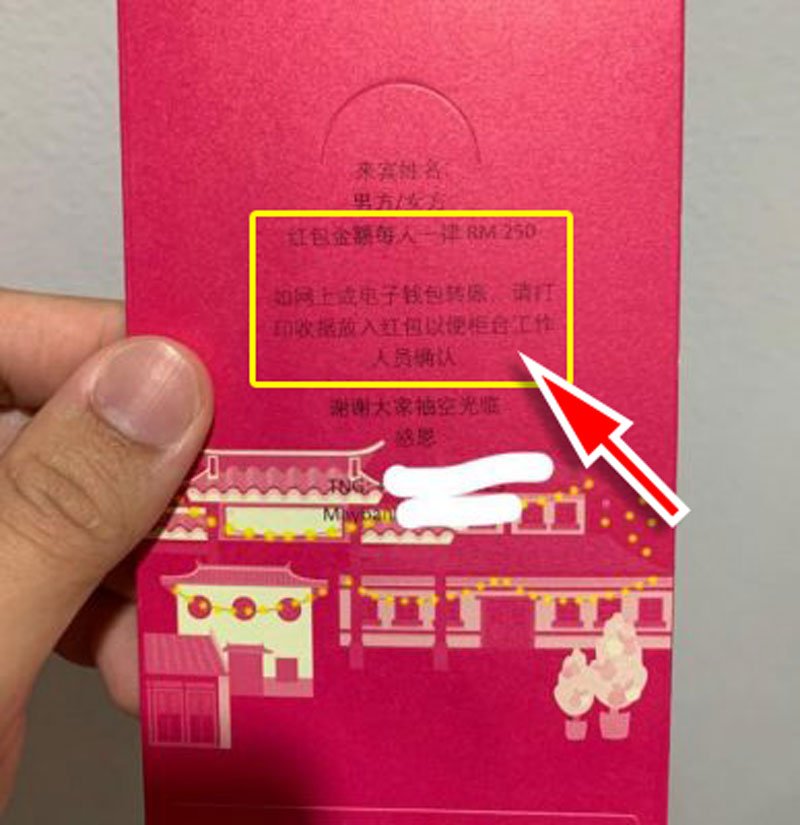 来宾姓名:
男方/女方
红包金额每人一律 RM 250
如网上或电子钱包转账，请打
印收据放入红包以便柜台工作
人员确认
谢谢大家抽空光临
感恩
TNG:
Maybank